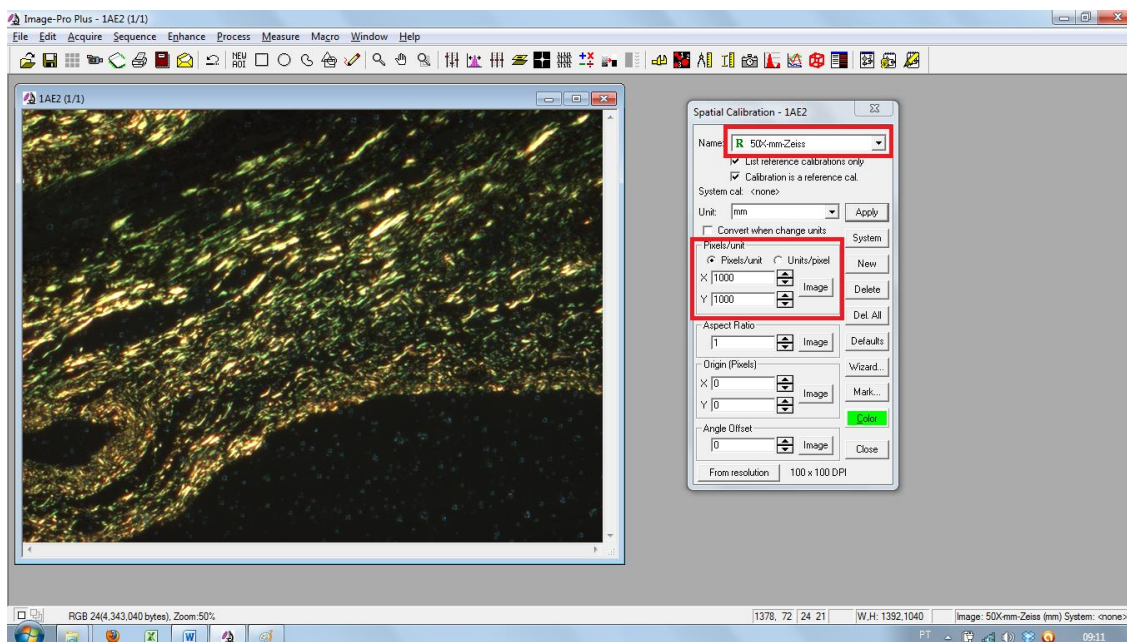 Image-Pro Plus - 1AE2 (1/1)
File Edit Acquire Sequence Enhance Process Measure Macro Window Help
NEW
AOI
1AE2 (1/1)
Spatial Calibration - 1AE2
Name: R 50X-mm-Zeiss
List reference calibrations only
Calibration is a reference cal.
System cal: <none>
Unit: mm Apply
Convert when change units
System
Pixels/unit
Pixels/unit Units/pixel New
X 1000 Image Delete
Y 1000
Del. All
Aspect Ratio
1 Image Defaults
Origin (Pixels) Wizard...
X 0 Image Mark...
Y 0
Color
Angle Offset
0 Image Close
From resolution 100 x 100 DPI
RGB 24(4,343,040 bytes), Zoom:50% 1378, 72 24 21 W,H: 1392,1040 Image: 50X-mm-Zeiss (mm) System: <none>
PT 09:11